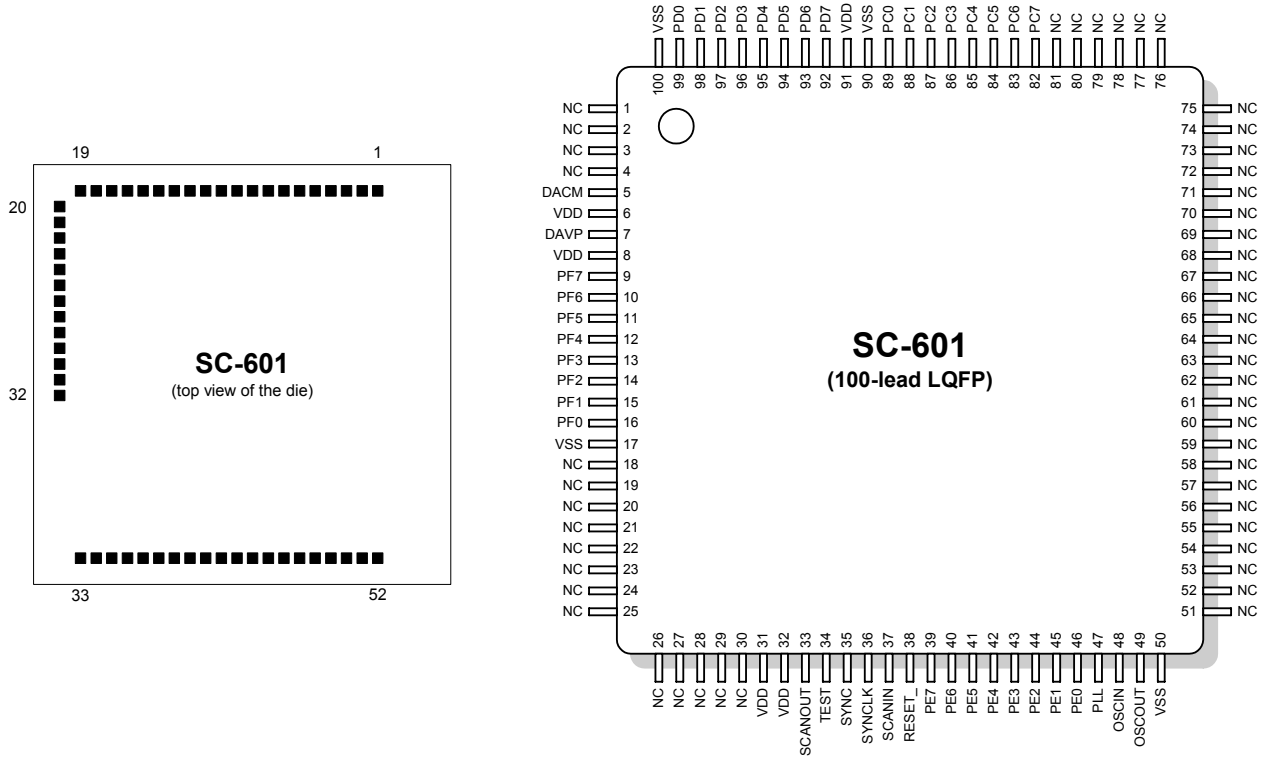 19 1
20
32
33 52
SC-601
(top view of the die)
VSS PD0 PD1 PD2 PD3 PD4 PD5 PD6 PD7 VDD VSS PC0 PC1 PC2 PC3 PC4 PC5 PC6 PC7 NC NC NC NC NC NC
100 99 98 97 96 95 94 93 92 91 90 89 88 87 86 85 84 83 82 81 80 79 78 77 76
NC 1 75 NC
NC 2 74 NC
NC 3 73 NC
NC 4 72 NC
DACM 5 71 NC
VDD 6 70 NC
DAVP 7 69 NC
VDD 8 68 NC
PF7 9 67 NC
PF6 10 66 NC
PF5 11 65 NC
PF4 12 64 NC
PF3 13 63 NC
PF2 14 62 NC
PF1 15 61 NC
PF0 16 60 NC
VSS 17 59 NC
NC 18 58 NC
NC 19 57 NC
NC 20 56 NC
NC 21 55 NC
NC 22 54 NC
NC 23 53 NC
NC 24 52 NC
NC 25 51 NC
SC-601
(100-lead LQFP)
26 27 28 29 30 31 32 33 34 35 36 37 38 39 40 41 42 43 44 45 46 47 48 49 50
NC NC NC NC NC VDD VDD SCANOUT TEST SYNC SYNCLK SCANIN RESET_ PE7 PE6 PE5 PE4 PE3 PE2 PE1 PE0 PLL OSCIN OSCOUT VSS